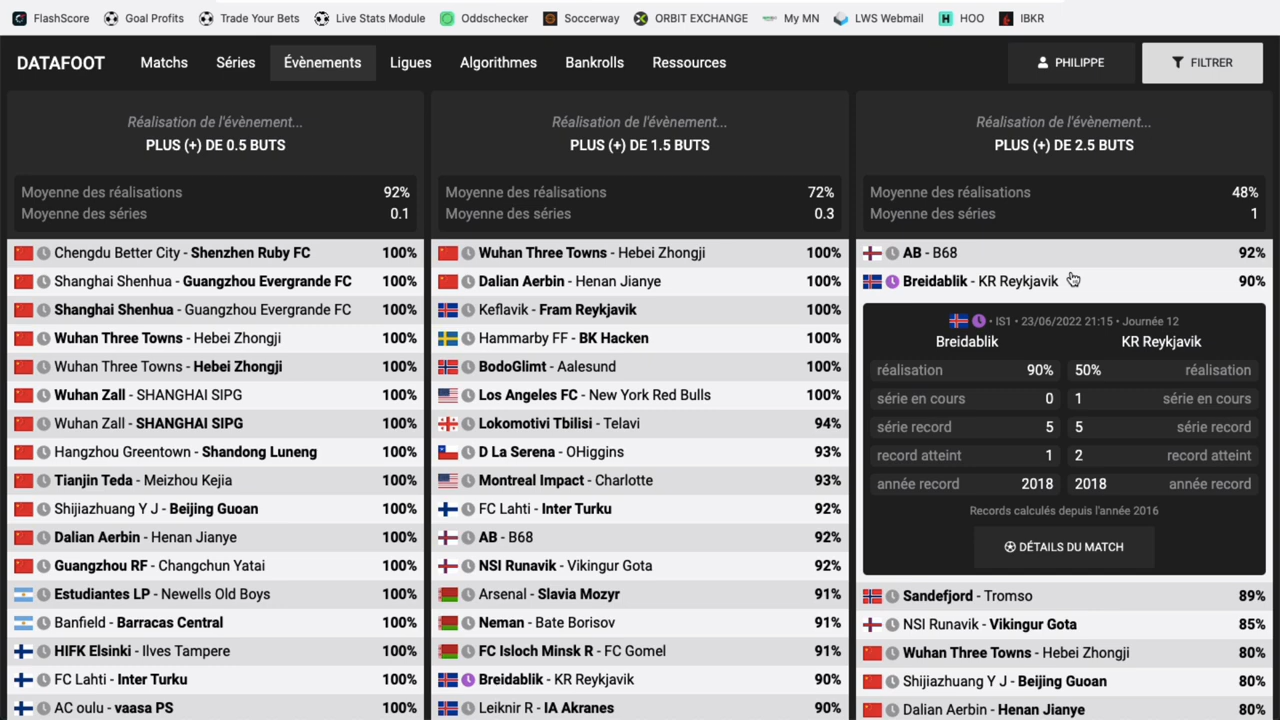 FlashScore Goal Profits Trade Your Bets Live Stats Module Oddschecker Soccerway ORBIT EXCHANGE My MN LWS Webmail H HOO IBKR
DATAFOOT Matchs Séries Évènements Ligues Algorithmes Bankrolls Ressources PHILIPPE FILTRER
Réalisation de l'évènement...
PLUS (+) DE 0.5 BUTS
Moyenne des réalisations 92%
Moyenne des séries 0.1
Chengdu Better City - Shenzhen Ruby FC 100%
Shanghai Shenhua - Guangzhou Evergrande FC 100%
Shanghai Shenhua - Guangzhou Evergrande FC 100%
Wuhan Three Towns - Hebei Zhongji 100%
Wuhan Three Towns - Hebei Zhongji 100%
Wuhan Zall - SHANGHAI SIPG 100%
Wuhan Zall - SHANGHAI SIPG 100%
Hangzhou Greentown - Shandong Luneng 100%
Tianjin Teda - Meizhou Kejia 100%
Shijiazhuang Y J - Beijing Guoan 100%
Dalian Aerbin - Henan Jianye 100%
Guangzhou RF - Changchun Yatai 100%
Estudiantes LP - Newells Old Boys 100%
Banfield - Barracas Central 100%
HIFK Elsinki - Ilves Tampere 100%
FC Lahti - Inter Turku 100%
AC oulu - vaasa PS 100%
Réalisation de l'évènement...
PLUS (+) DE 1.5 BUTS
Moyenne des réalisations 72%
Moyenne des séries 0.3
Wuhan Three Towns - Hebei Zhongji 100%
Dalian Aerbin - Henan Jianye 100%
Keflavik - Fram Reykjavik 100%
Hammarby FF - BK Hacken 100%
BodoGlimt - Aalesund 100%
Los Angeles FC - New York Red Bulls 100%
Lokomotivi Tbilisi - Telavi 94%
D La Serena - OHiggins 93%
Montreal Impact - Charlotte 93%
FC Lahti - Inter Turku 92%
AB - B68 92%
NSI Runavik - Vikingur Gota 92%
Arsenal - Slavia Mozyr 91%
Neman - Bate Borisov 91%
FC Isloch Minsk R - FC Gomel 91%
Breidablik - KR Reykjavik 90%
Leiknir R - IA Akranes 90%
Réalisation de l'évènement...
PLUS (+) DE 2.5 BUTS
Moyenne des réalisations 48%
Moyenne des séries 1
AB - B68 92%
Breidablik - KR Reykjavik 90%
• IS1 • 23/06/2022 21:15 • Journée 12
Breidablik KR Reykjavik
réalisation 90% 50% réalisation
série en cours 0 1 série en cours
série record 5 5 série record
record atteint 1 2 record atteint
année record 2018 2018 année record
Records calculés depuis l'année 2016
DÉTAILS DU MATCH
Sandefjord - Tromso 89%
NSI Runavik - Vikingur Gota 85%
Wuhan Three Towns - Hebei Zhongji 80%
Shijiazhuang Y J - Beijing Guoan 80%
Dalian Aerbin - Henan Jianye 80%